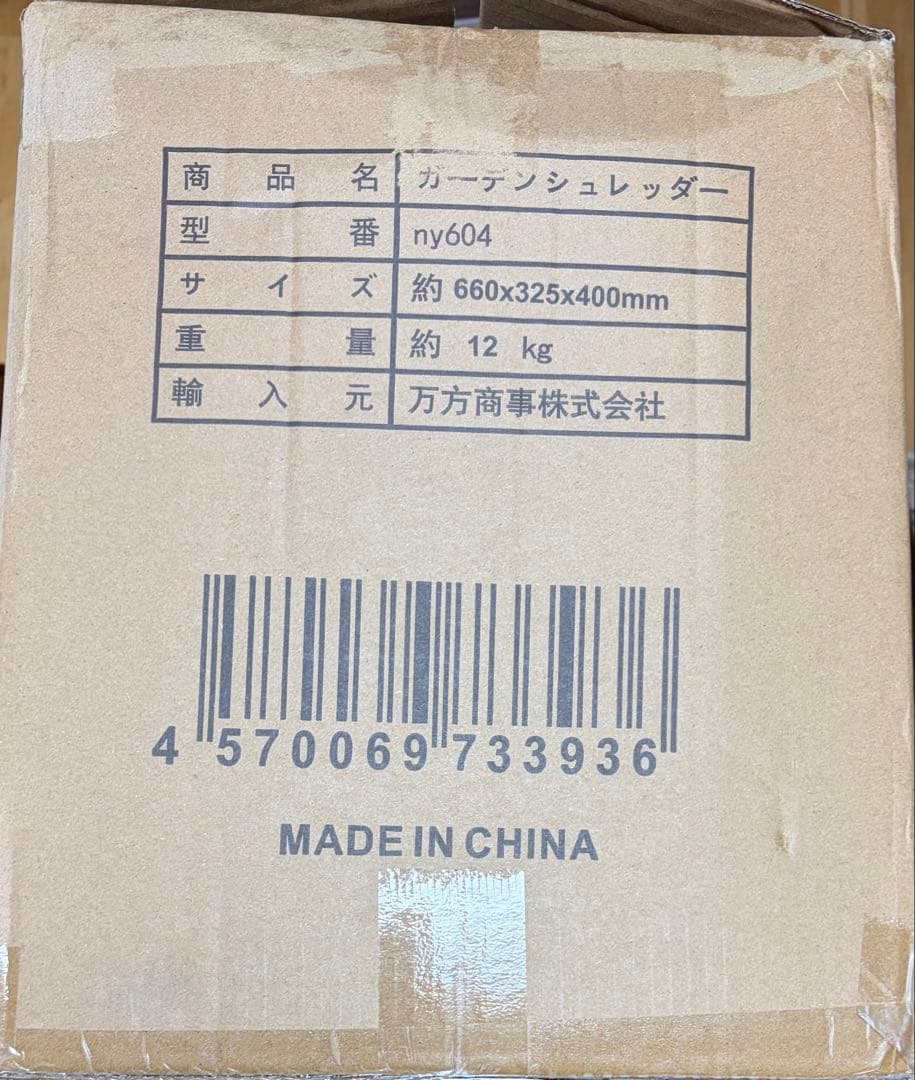 商品名 ガーデンシュレッダー
型番 ny604
サイズ 約 660x325x400mm
重量 約 12 kg
輸入元 万方商事株式会社
4 570069 733936
MADE IN CHINA